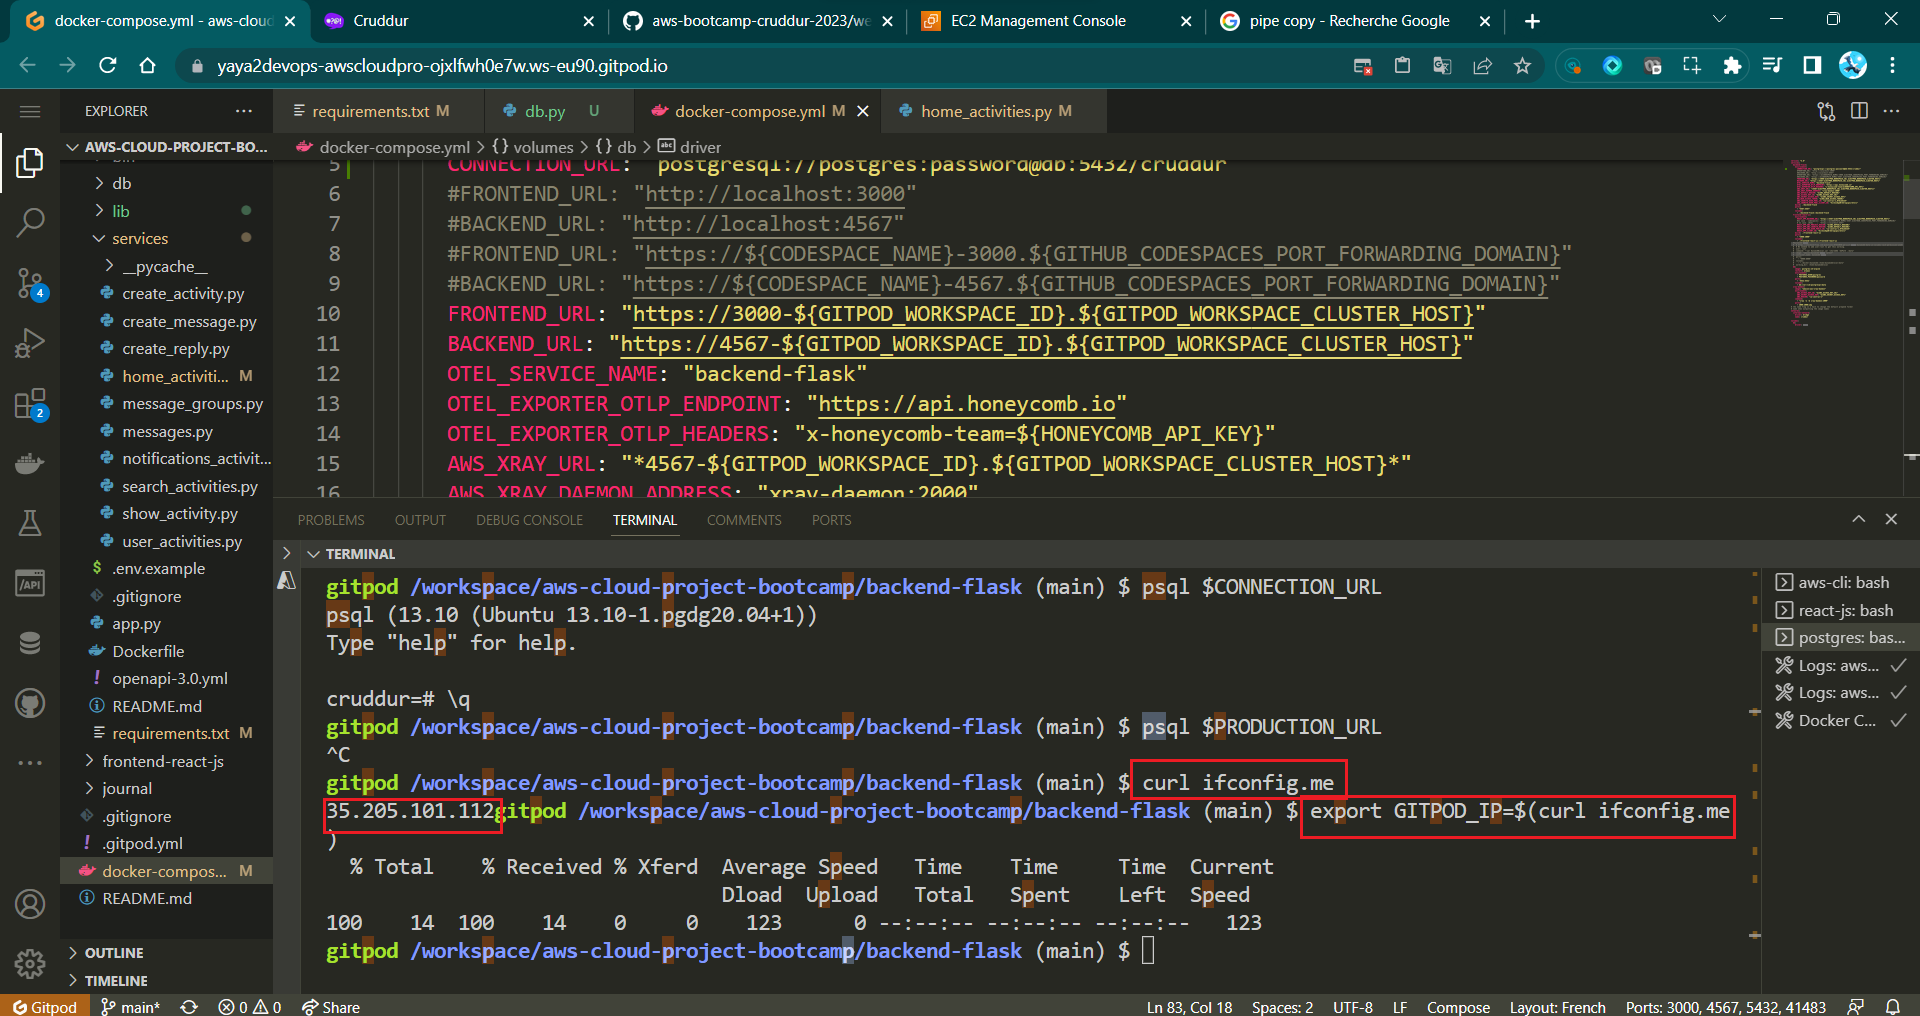 docker-compose.yml - aws-cloud
Cruddur
aws-bootcamp-cruddur-2023/we
EC2 Management Console
pipe copy - Recherche Google
yaya2devops-awscloudpro-ojxlfwh0e7w.ws-eu90.gitpod.io
EXPLORER
requirements.txt M
db.py U
docker-compose.yml M
home_activities.py M
AWS-CLOUD-PROJECT-BO...
docker-compose.yml > {} volumes > {} db > abc driver
bin
db
lib
services
__pycache__
create_activity.py
create_message.py
create_reply.py
home_activiti... M
message_groups.py
messages.py
notifications_activit...
search_activities.py
show_activity.py
user_activities.py
$ .env.example
.gitignore
app.py
Dockerfile
! openapi-3.0.yml
README.md
requirements.txt M
frontend-react-js
journal
.gitignore
! .gitpod.yml
docker-compos... M
README.md
OUTLINE
TIMELINE
4
2
/API
5 CONNECTION_URL: "postgresql://postgres:password@db:5432/cruddur"
6 #FRONTEND_URL: "http://localhost:3000"
7 #BACKEND_URL: "http://localhost:4567"
8 #FRONTEND_URL: "https://${CODESPACE_NAME}-3000.${GITHUB_CODESPACES_PORT_FORWARDING_DOMAIN}"
9 #BACKEND_URL: "https://${CODESPACE_NAME}-4567.${GITHUB_CODESPACES_PORT_FORWARDING_DOMAIN}"
10 FRONTEND_URL: "https://3000-${GITPOD_WORKSPACE_ID}.${GITPOD_WORKSPACE_CLUSTER_HOST}"
11 BACKEND_URL: "https://4567-${GITPOD_WORKSPACE_ID}.${GITPOD_WORKSPACE_CLUSTER_HOST}"
12 OTEL_SERVICE_NAME: "backend-flask"
13 OTEL_EXPORTER_OTLP_ENDPOINT: "https://api.honeycomb.io"
14 OTEL_EXPORTER_OTLP_HEADERS: "x-honeycomb-team=${HONEYCOMB_API_KEY}"
15 AWS_XRAY_URL: "*4567-${GITPOD_WORKSPACE_ID}.${GITPOD_WORKSPACE_CLUSTER_HOST}*"
16 AWS_XRAY_DAEMON_ADDRESS: "xray-daemon:2000"
PROBLEMS OUTPUT DEBUG CONSOLE TERMINAL COMMENTS PORTS
TERMINAL
gitpod /workspace/aws-cloud-project-bootcamp/backend-flask (main) $ psql $CONNECTION_URL
psql (13.10 (Ubuntu 13.10-1.pgdg20.04+1))
Type "help" for help.
cruddur=# \q
gitpod /workspace/aws-cloud-project-bootcamp/backend-flask (main) $ psql $PRODUCTION_URL
^C
gitpod /workspace/aws-cloud-project-bootcamp/backend-flask (main) $ curl ifconfig.me
35.205.101.112gitpod /workspace/aws-cloud-project-bootcamp/backend-flask (main) $ export GITPOD_IP=$(curl ifconfig.me
)
% Total % Received % Xferd Average Speed Time Time Time Current
Dload Upload Total Spent Left Speed
100 14 100 14 0 0 123 0 --:--:-- --:--:-- --:--:-- 123
gitpod /workspace/aws-cloud-project-bootcamp/backend-flask (main) $
aws-cli: bash
react-js: bash
postgres: bas...
Logs: aws...
Logs: aws...
Docker C...
Gitpod main* 0 0 Share
Ln 83, Col 18 Spaces: 2 UTF-8 LF Compose Layout: French Ports: 3000, 4567, 5432, 41483